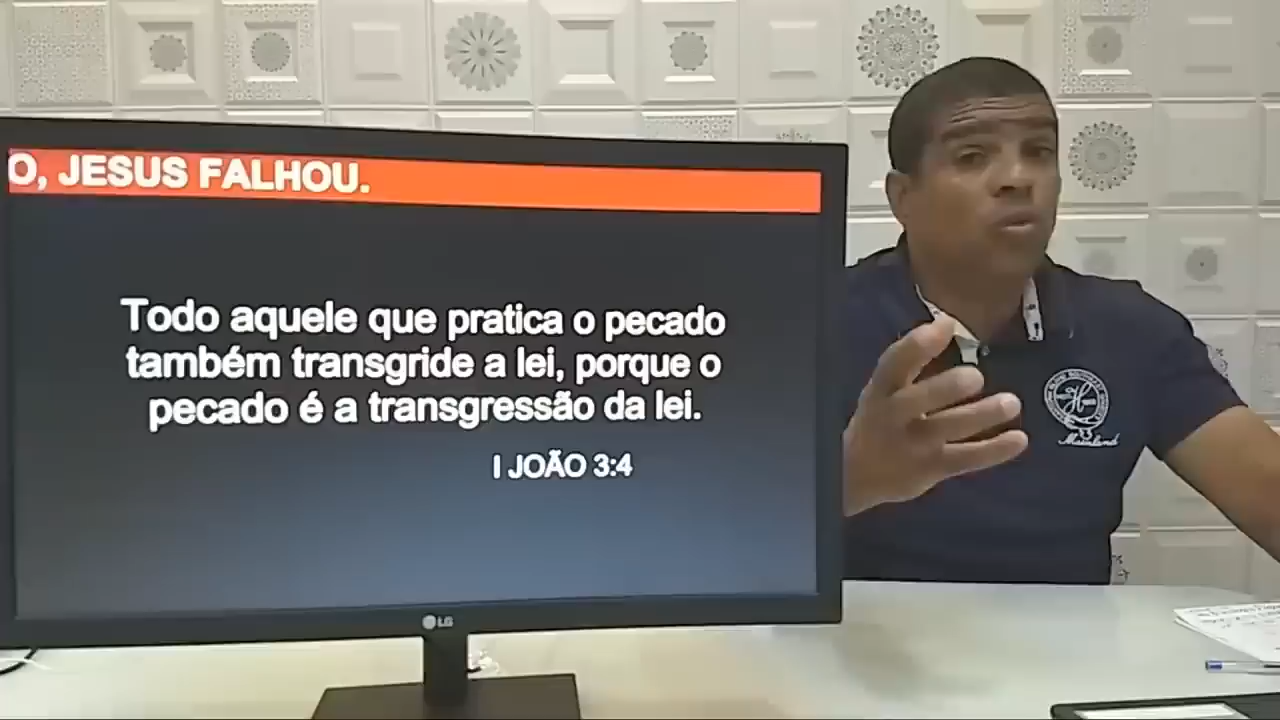 O, JESUS FALHOU.
Todo aquele que pratica o pecado
também transgride a lei, porque o
pecado é a transgressão da lei.
I JOÃO 3:4
LG